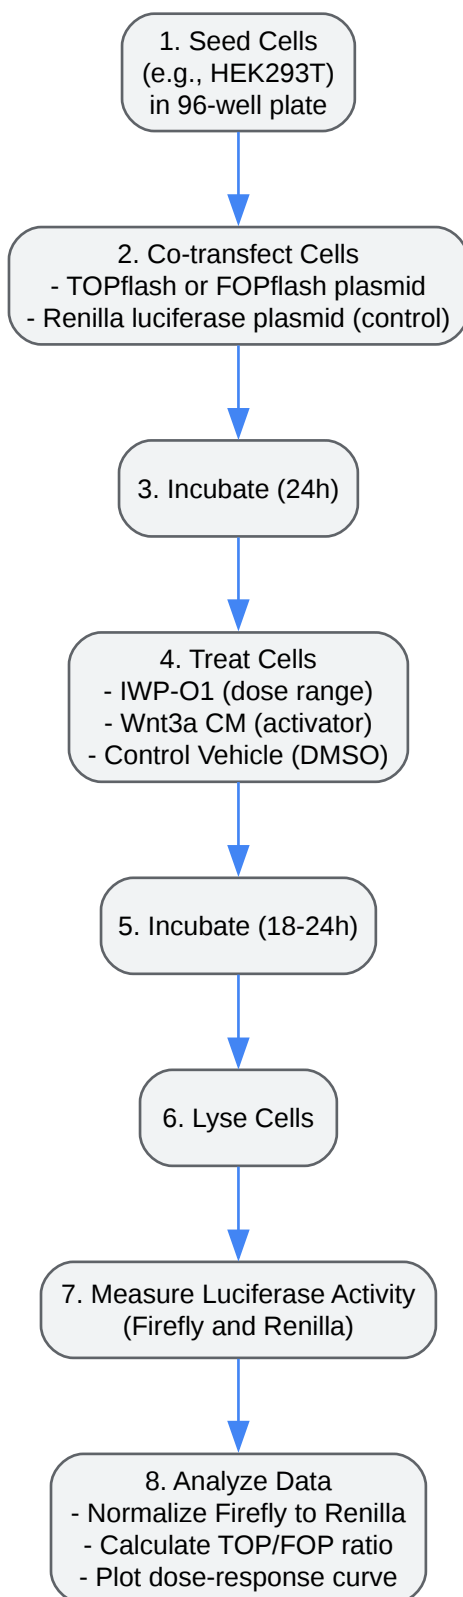 1. Seed Cells
(e.g., HEK293T)
in 96-well plate
2. Co-transfect Cells
- TOPflash or FOPflash plasmid
- Renilla luciferase plasmid (control)
3. Incubate (24h)
4. Treat Cells
- IWP-O1 (dose range)
- Wnt3a CM (activator)
- Control Vehicle (DMSO)
5. Incubate (18-24h)
6. Lyse Cells
7. Measure Luciferase Activity
(Firefly and Renilla)
8. Analyze Data
- Normalize Firefly to Renilla
- Calculate TOP/FOP ratio
- Plot dose-response curve